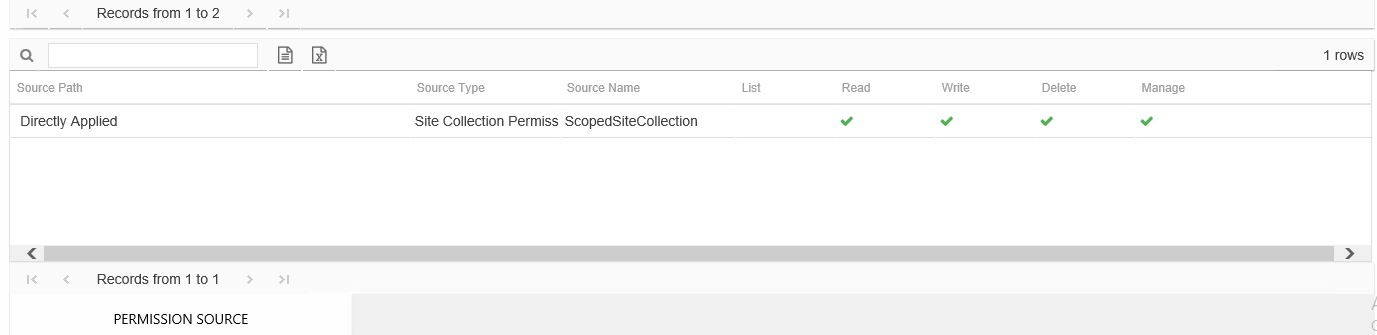 Records from 1 to 2
1 rows
Source Path Source Type Source Name List Read Write Delete Manage
Directly Applied Site Collection Permiss ScopedSiteCollection
Records from 1 to 1
PERMISSION SOURCE